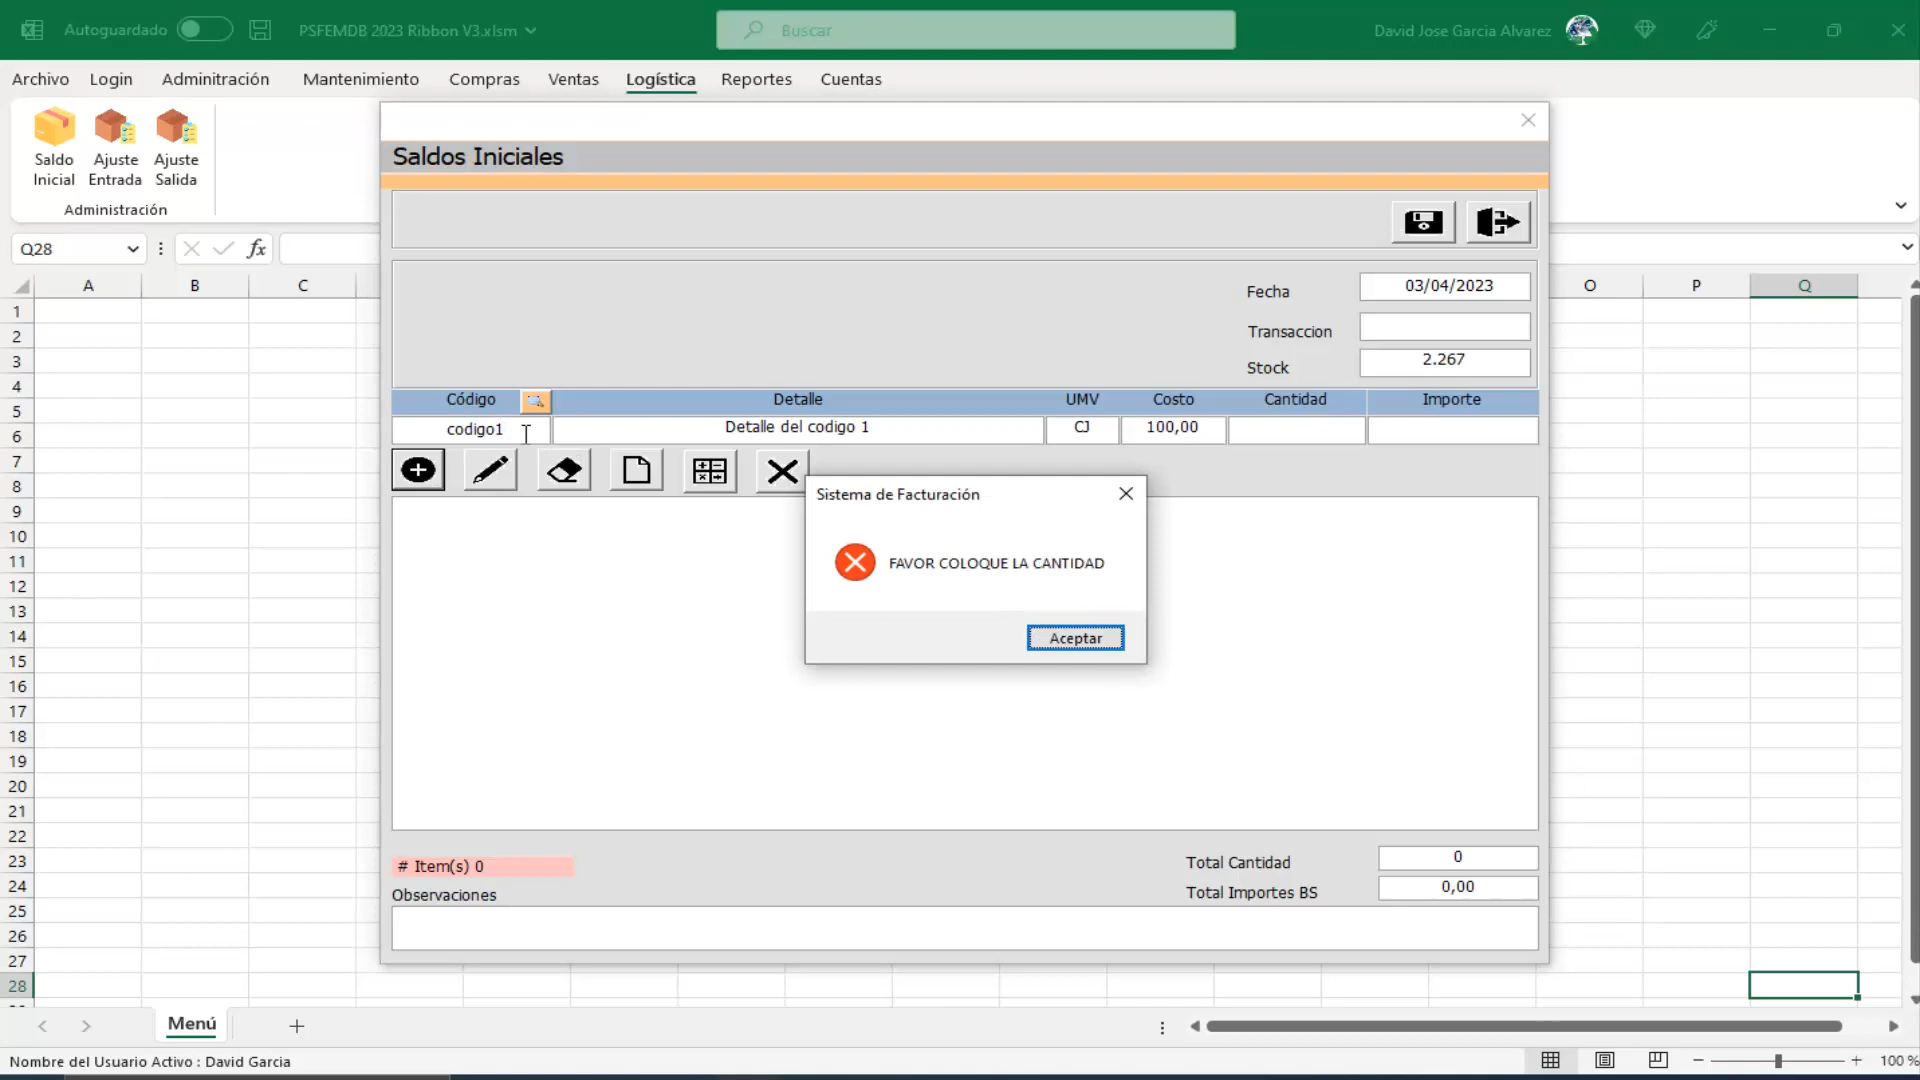 Autoguardado
PSFEMDB 2023 Ribbon V3.xlsm
Buscar
David Jose Garcia Alvarez
Archivo Login Adminitración Mantenimiento Compras Ventas Logística Reportes Cuentas
Saldo Inicial
Ajuste Entrada
Ajuste Salida
Administración
Saldos Iniciales
Q28
fx
A B C O P Q
Fecha 03/04/2023
Transaccion
Stock 2.267
Código Detalle UMV Costo Cantidad Importe
codigo1 Detalle del codigo 1 CJ 100,00
Sistema de Facturación
FAVOR COLOQUE LA CANTIDAD
Aceptar
1
2
3
4
5
6
7
8
9
10
11
12
13
14
15
16
17
18
19
20
21
22
23
24
25
26
27
28
# Item(s) 0
Total Cantidad 0
Total Importes BS 0,00
Observaciones
Menú
Nombre del Usuario Activo : David Garcia
100 %